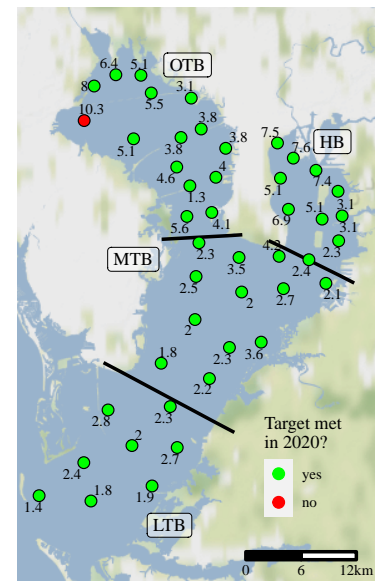 6.4 5.1 OTB
8 5.5 3.1
10.3
3.8
5.1 3.8 3.8 7.5 HB
7.6
4.6 4 5.1 7.4
1.3
5.6 4.1 6.9 5.1 3.1
3.1
MTB 2.3 4.2 2.3
3.5 2.4
2.5 2 2.7 2.1
2
1.8 2.3 3.6
2.2
2.8 2.3
Target met
in 2020?
2 2.7
yes
2.4
no
1.4 1.8 1.9
LTB
0 6 12km